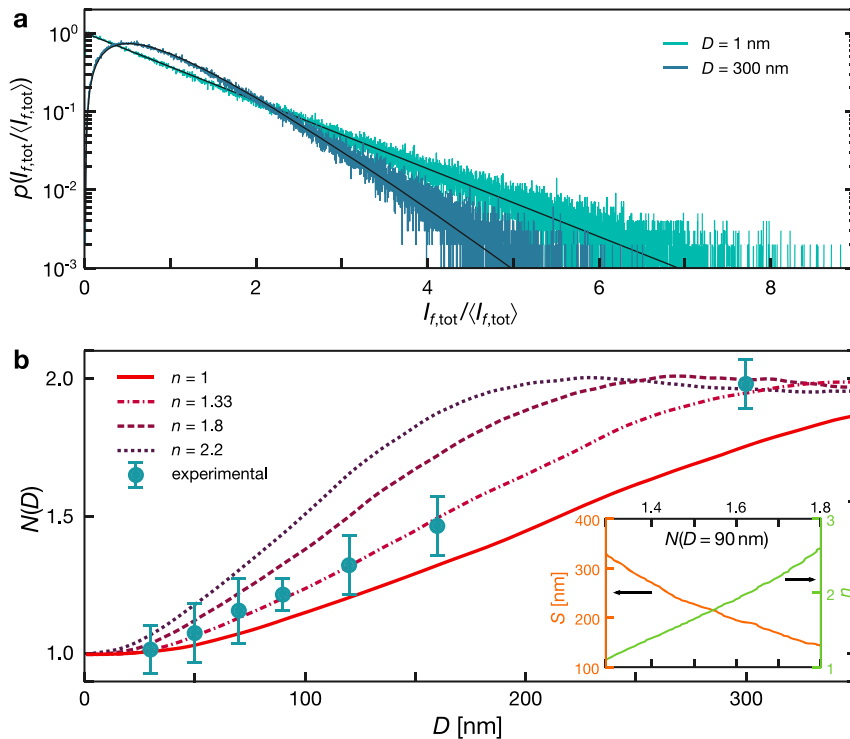 a
10⁰
10⁻¹
10⁻²
10⁻³
p(I_f,tot/⟨I_f,tot⟩)
D = 1 nm
D = 300 nm
0 2 4 6 8
I_f,tot/⟨I_f,tot⟩
b
2.0
1.5
1.0
N(D)
n = 1
n = 1.33
n = 1.8
n = 2.2
experimental
1.4 1.6 1.8
N(D = 90 nm)
400
300
200
100
S [nm]
3
2
1
n
0 100 200 300
D [nm]